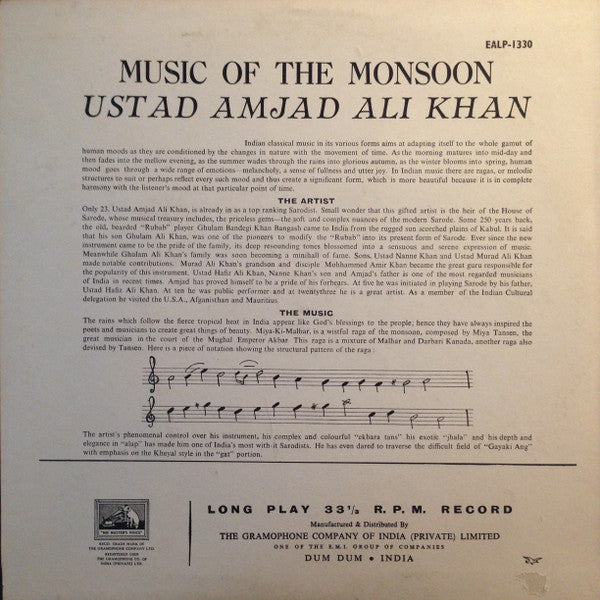 EALP-1330
MUSIC OF THE MONSOON
USTAD AMJAD ALI KHAN
Indian classical music in its various forms aims at adapting itself to the whole gamut of
human moods as they are conditioned by the changes in nature with the movement of time. As the morning matures into mid-day and
then fades into the mellow evening, as the summer wades through the rains into glorious autumn, as the winter blooms into spring, human
mood goes through a wide range of emotions—melancholy, a sense of fullness and utter joy. In Indian music there are ragas, or melodic
structures to suit or perhaps reflect every such mood and thus create a significant form, which is more beautiful because it is in complete
harmony with the listener's mood at that particular point of time.
THE ARTIST
Only 23, Ustad Amjad Ali Khan, is already in as a top ranking Sarodist. Small wonder that this gifted artist is the heir of the House of
Sarode, whose musical treasury includes, the priceless gems—the soft and complex nuances of the modern Sarode. Some 250 years back,
the old, bearded "Rubab" player Ghulam Bandegi Khan Bangash came to India from the rugged sun scorched plains of Kabul. It is said
that his son Ghulam Ali Khan, was one of the pioneers to modify the "Rubab" into its present form of Sarode. Ever since the new
instrument came to be the pride of the family, its deep resounding tones blossomed into a sensuous and serene expression of music.
Meanwhile Ghulam Ali Khan's family was soon becoming a minihall of fame. Sons, Ustad Nanne Khan and Ustad Murad Ali Khan
made notable contributions. Murad Ali Khan's grandson and disciple Mohhammed Amir Khan became the great guru responsible for
the popularity of this instrument. Ustad Hafiz Ali Khan, Nanne Khan's son and Amjad's father is one of the most regarded musicians
of India in recent times. Amjad has proved himself to be a pride of his forbears. At five he was initiated in playing Sarode by his father,
Ustad Hafiz Ali Khan. At ten he was public performer and at twentythree he is a great artist. As a member of the Indian Cultural
delegation he visited the U.S.A., Afganisthan and Mauritius.
THE MUSIC
The rains which follow the fierce tropical heat in India appear like God's blessings to the people; hence they have always inspired the
poets and musicians to create great things of beauty. Miya-Ki-Malhar, is a wistful raga of the monsoon, composed by Miya Tansen, the
great musician in the court of the Mughal Emperor Akbar This raga is a mixture of Malhar and Darbari Kanada, another raga also
devised by Tansen. Here is a piece of notation showing the structural pattern of the raga :
The artist's phenomenal control over his instrument, his complex and colourful "ekhara tans" his exotic "jhala" and his depth and
elegance in "alap" has made him one of India's most with-it Sarodists. He has even dared to traverse the difficult field of "Gayaki Ang"
with emphasis on the Kheyal style in the "gat" portion.
"HIS MASTER'S VOICE"
REGD. TRADE MARK OF
THE GRAMOPHONE COMPANY LTD.
REGISTERED USER
THE GRAMOPHONE CO. OF
INDIA (PRIVATE) LTD.
LONG PLAY 33 1/3 R.P.M. RECORD
Manufactured & Distributed By
THE GRAMOPHONE COMPANY OF INDIA (PRIVATE) LIMITED
ONE OF THE E.M.I. GROUP OF COMPANIES
DUM DUM • INDIA